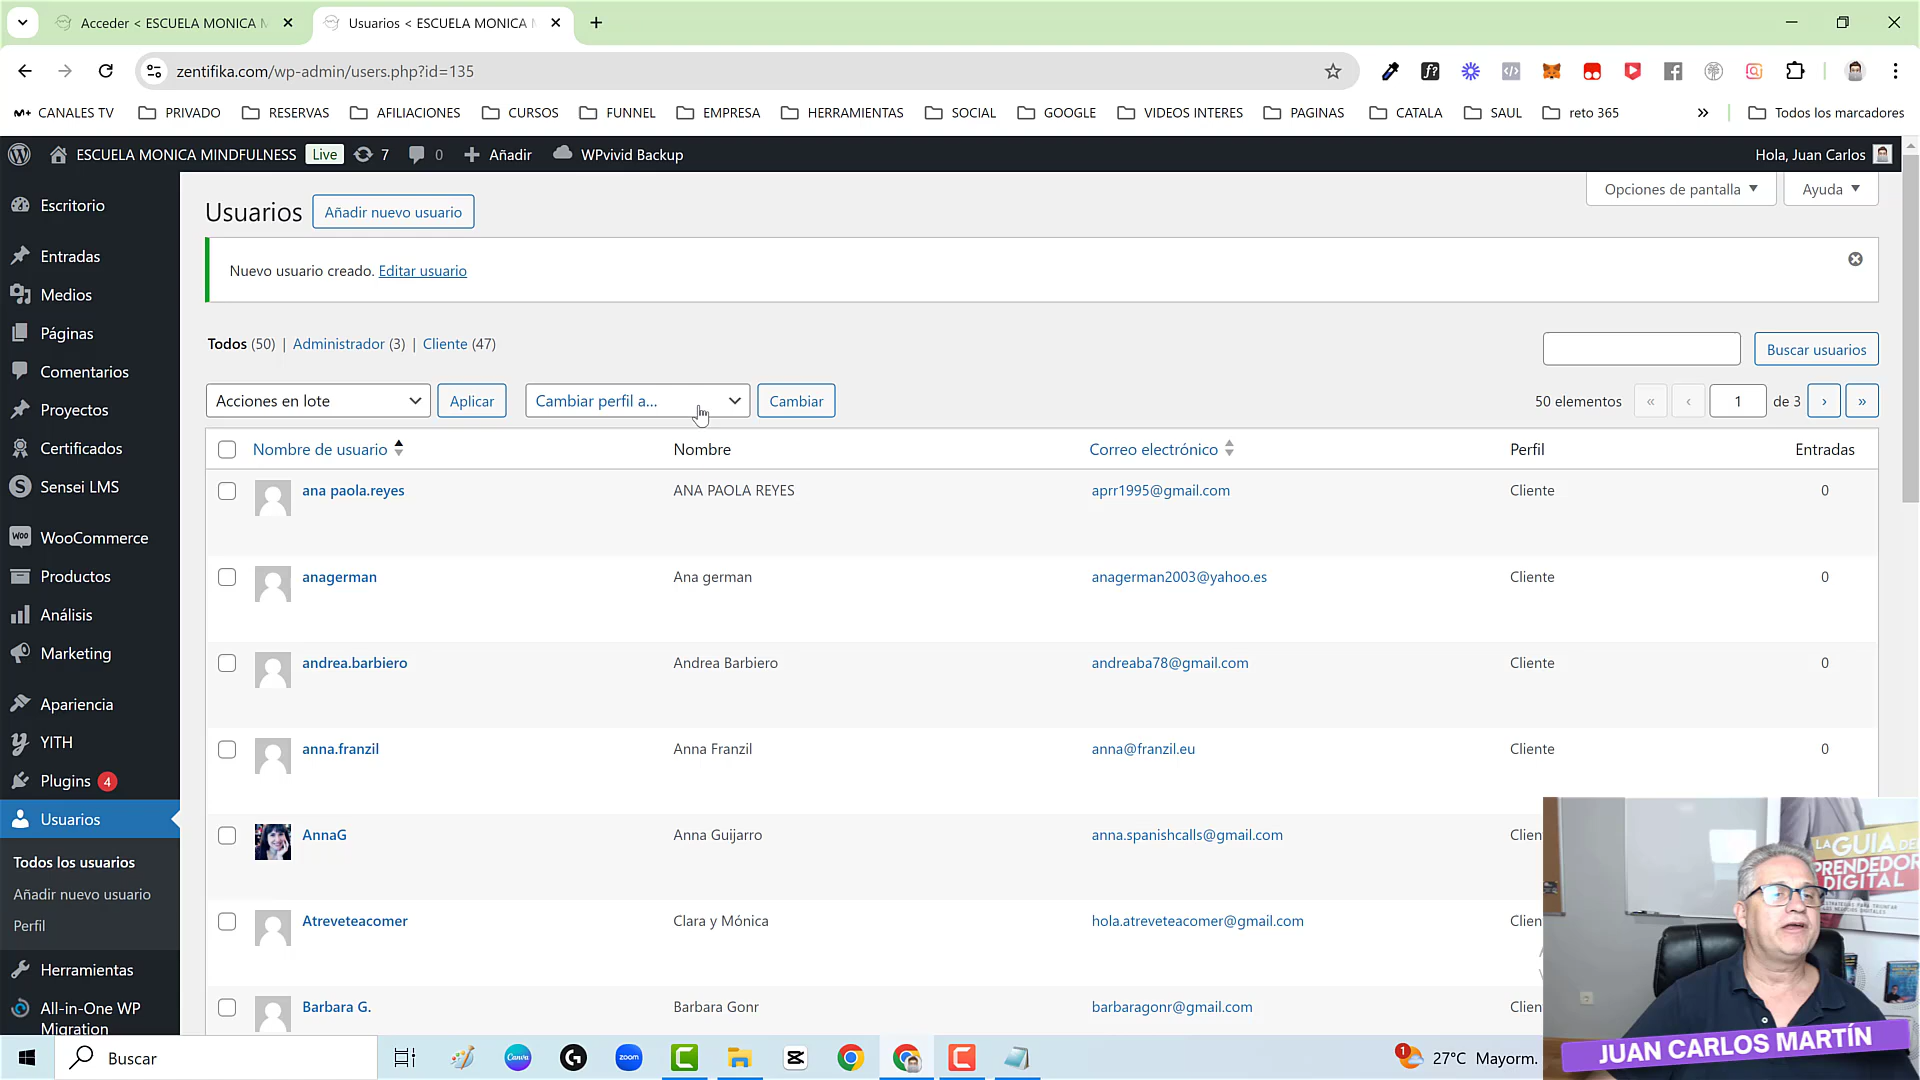 Acceder < ESCUELA MONICA M
Usuarios < ESCUELA MONICA
zentifika.com/wp-admin/users.php?id=135
CANALES TV
PRIVADO
RESERVAS
AFILIACIONES
CURSOS
FUNNEL
EMPRESA
HERRAMIENTAS
SOCIAL
GOOGLE
VIDEOS INTERES
PAGINAS
CATALA
SAUL
reto 365
»
Todos los marcadores
ESCUELA MONICA MINDFULNESS
Live
7
0
Añadir
WPvivid Backup
Hola, Juan Carlos
Escritorio
Entradas
Medios
Páginas
Comentarios
Proyectos
Certificados
Sensei LMS
WooCommerce
Productos
Análisis
Marketing
Apariencia
YITH
Plugins 4
Usuarios
Todos los usuarios
Añadir nuevo usuario
Perfil
Herramientas
All-in-One WP
Migration
Usuarios
Añadir nuevo usuario
Opciones de pantalla
Ayuda
Nuevo usuario creado. Editar usuario
Todos (50) | Administrador (3) | Cliente (47)
Buscar usuarios
Acciones en lote
Aplicar
Cambiar perfil a...
Cambiar
50 elementos « ‹ 1 de 3 › »
Nombre de usuario Nombre Correo electrónico Perfil Entradas
ana paola.reyes ANA PAOLA REYES aprr1995@gmail.com Cliente 0
anagerman Ana german anagerman2003@yahoo.es Cliente 0
andrea.barbiero Andrea Barbiero andreaba78@gmail.com Cliente 0
anna.franzil Anna Franzil anna@franzil.eu Cliente 0
AnnaG Anna Guijarro anna.spanishcalls@gmail.com Clien
Atreveteacomer Clara y Mónica hola.atreveteacomer@gmail.com Clien
Barbara G. Barbara Gonr barbaragonr@gmail.com Clien
LA GUIA DE
PRENDEDOR
DIGITAL
JUAN CARLOS MARTÍN
Buscar
Canva
zoom
1
27°C Mayorm.